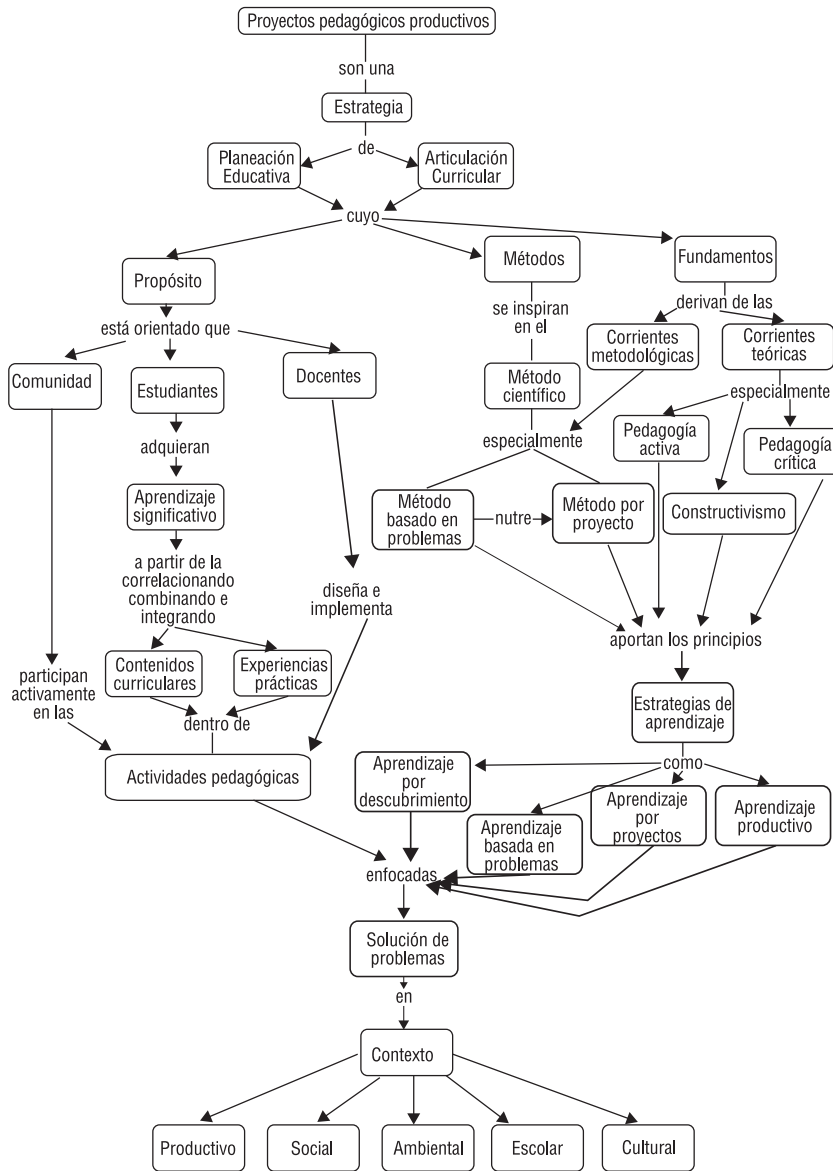 Proyectos pedagógicos productivos
son una
Estrategia
de
Planeación
Educativa
Articulación
Curricular
cuyo
Propósito
Métodos
Fundamentos
está orientado que
se inspiran
en el
derivan de las
Corrientes
metodológicas
Corrientes
teóricas
Comunidad
Estudiantes
Docentes
Método
científico
especialmente
adquieran
especialmente
Pedagogía
activa
Pedagogía
crítica
Aprendizaje
significativo
Método
basado en
problemas
nutre
Método por
proyecto
Constructivismo
a partir de la
correlacionando
combinando e
integrando
diseña e
implementa
aportan los principios
participan
activamente
en las
Contenidos
curriculares
Experiencias
prácticas
dentro de
Estrategias de
aprendizaje
como
Actividades pedagógicas
Aprendizaje
por
descubrimiento
Aprendizaje
basada en
problemas
Aprendizaje
por
proyectos
Aprendizaje
productivo
enfocadas
Solución de
problemas
en
Contexto
Productivo
Social
Ambiental
Escolar
Cultural